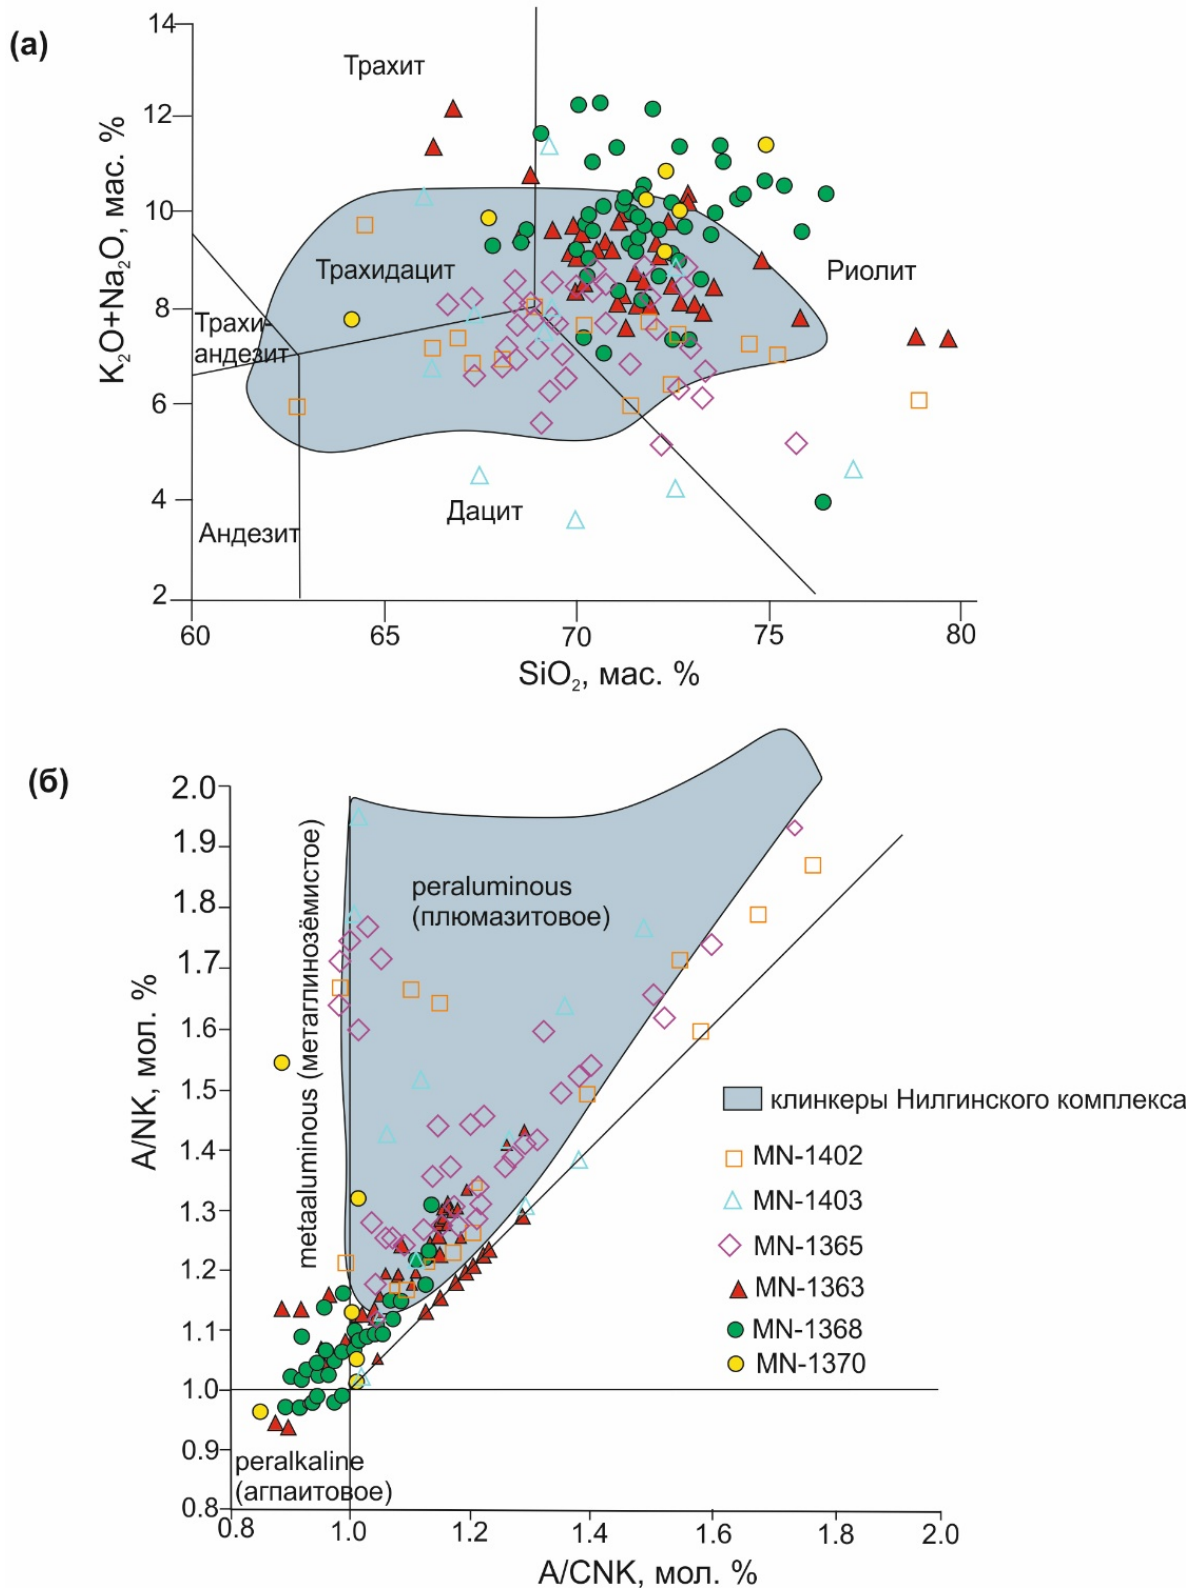 (а)
14
12
10
8
6
4
2
K₂O+Na₂O, мас. %
Трахит
Трахидацит
Риолит
Трахи-
андезит
Дацит
Андезит
60
65
70
75
80
SiO₂, мас. %
(б)
2.0
1.9
1.8
1.7
1.6
1.5
1.4
1.3
1.2
1.1
1.0
0.9
0.8
A/NK, мол. %
metaaluminous (метаглинозёмистое)
peraluminous
(плюмазитовое)
клинкеры Нилгинского комплекса
MN-1402
MN-1403
MN-1365
MN-1363
MN-1368
MN-1370
peralkaline
(агпаитовое)
0.8
1.0
1.2
1.4
1.6
1.8
2.0
A/CNK, мол. %